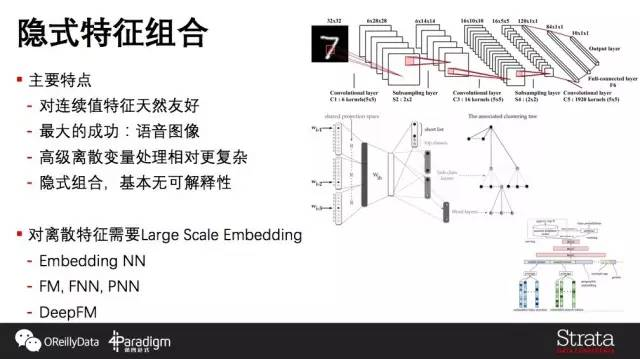 隐式特征组合
主要特点
- 对连续值特征天然友好
- 最大的成功：语音图像
- 高级离散变量处理相对更复杂
- 隐式组合，基本无可解释性
对离散特征需要Large Scale Embedding
- Embedding NN
- FM, FNN, PNN
- DeepFM
32x32
6x28x28
6x14x14
16x10x10
16x5x5
120x1x1
84x1x1
10x1x1
7
Output layer
Full-connected layer
F6
Convolutional layer
C1 : 6 kernels(5x5)
Subsampling layer
S2 : 2x2
Convolutional layer
C3 : 16 kernels(5x5)
Subsampling layer
S4 : (2x2)
Convolutional layer
C5 : 1920 kernels(5x5)
shared projection space
short list
The associated clustering tree
OReillyData
4Paradigm
第四范式
Strata